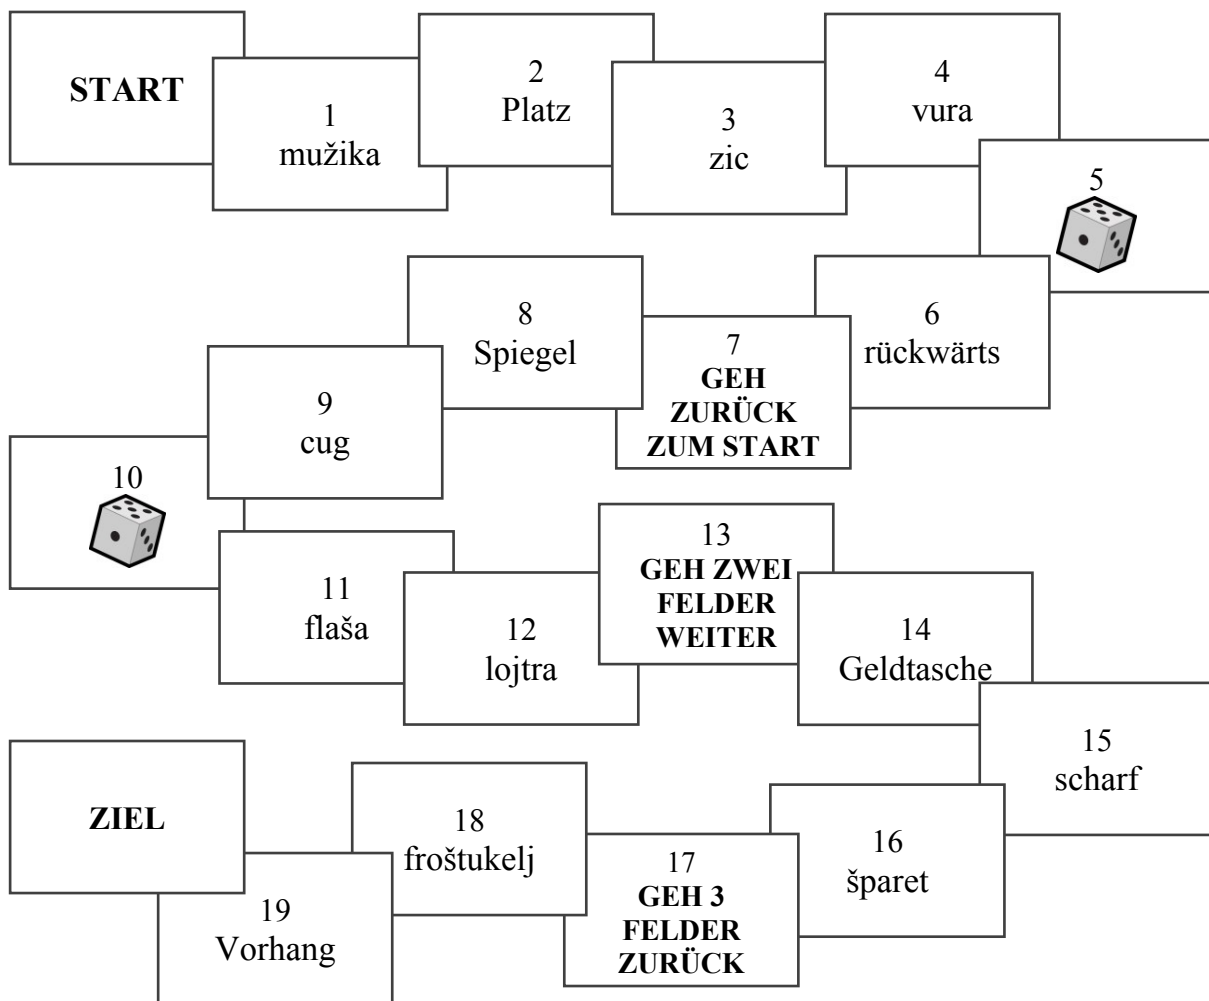 START
1
mužika
2
Platz
3
zic
4
vura
5
6
rückwärts
7
GEH
ZURÜCK
ZUM START
8
Spiegel
9
cug
10
11
flaša
12
lojtra
13
GEH ZWEI
FELDER
WEITER
14
Geldtasche
15
scharf
16
šparet
17
GEH 3
FELDER
ZURÜCK
18
froštukelj
19
Vorhang
ZIEL